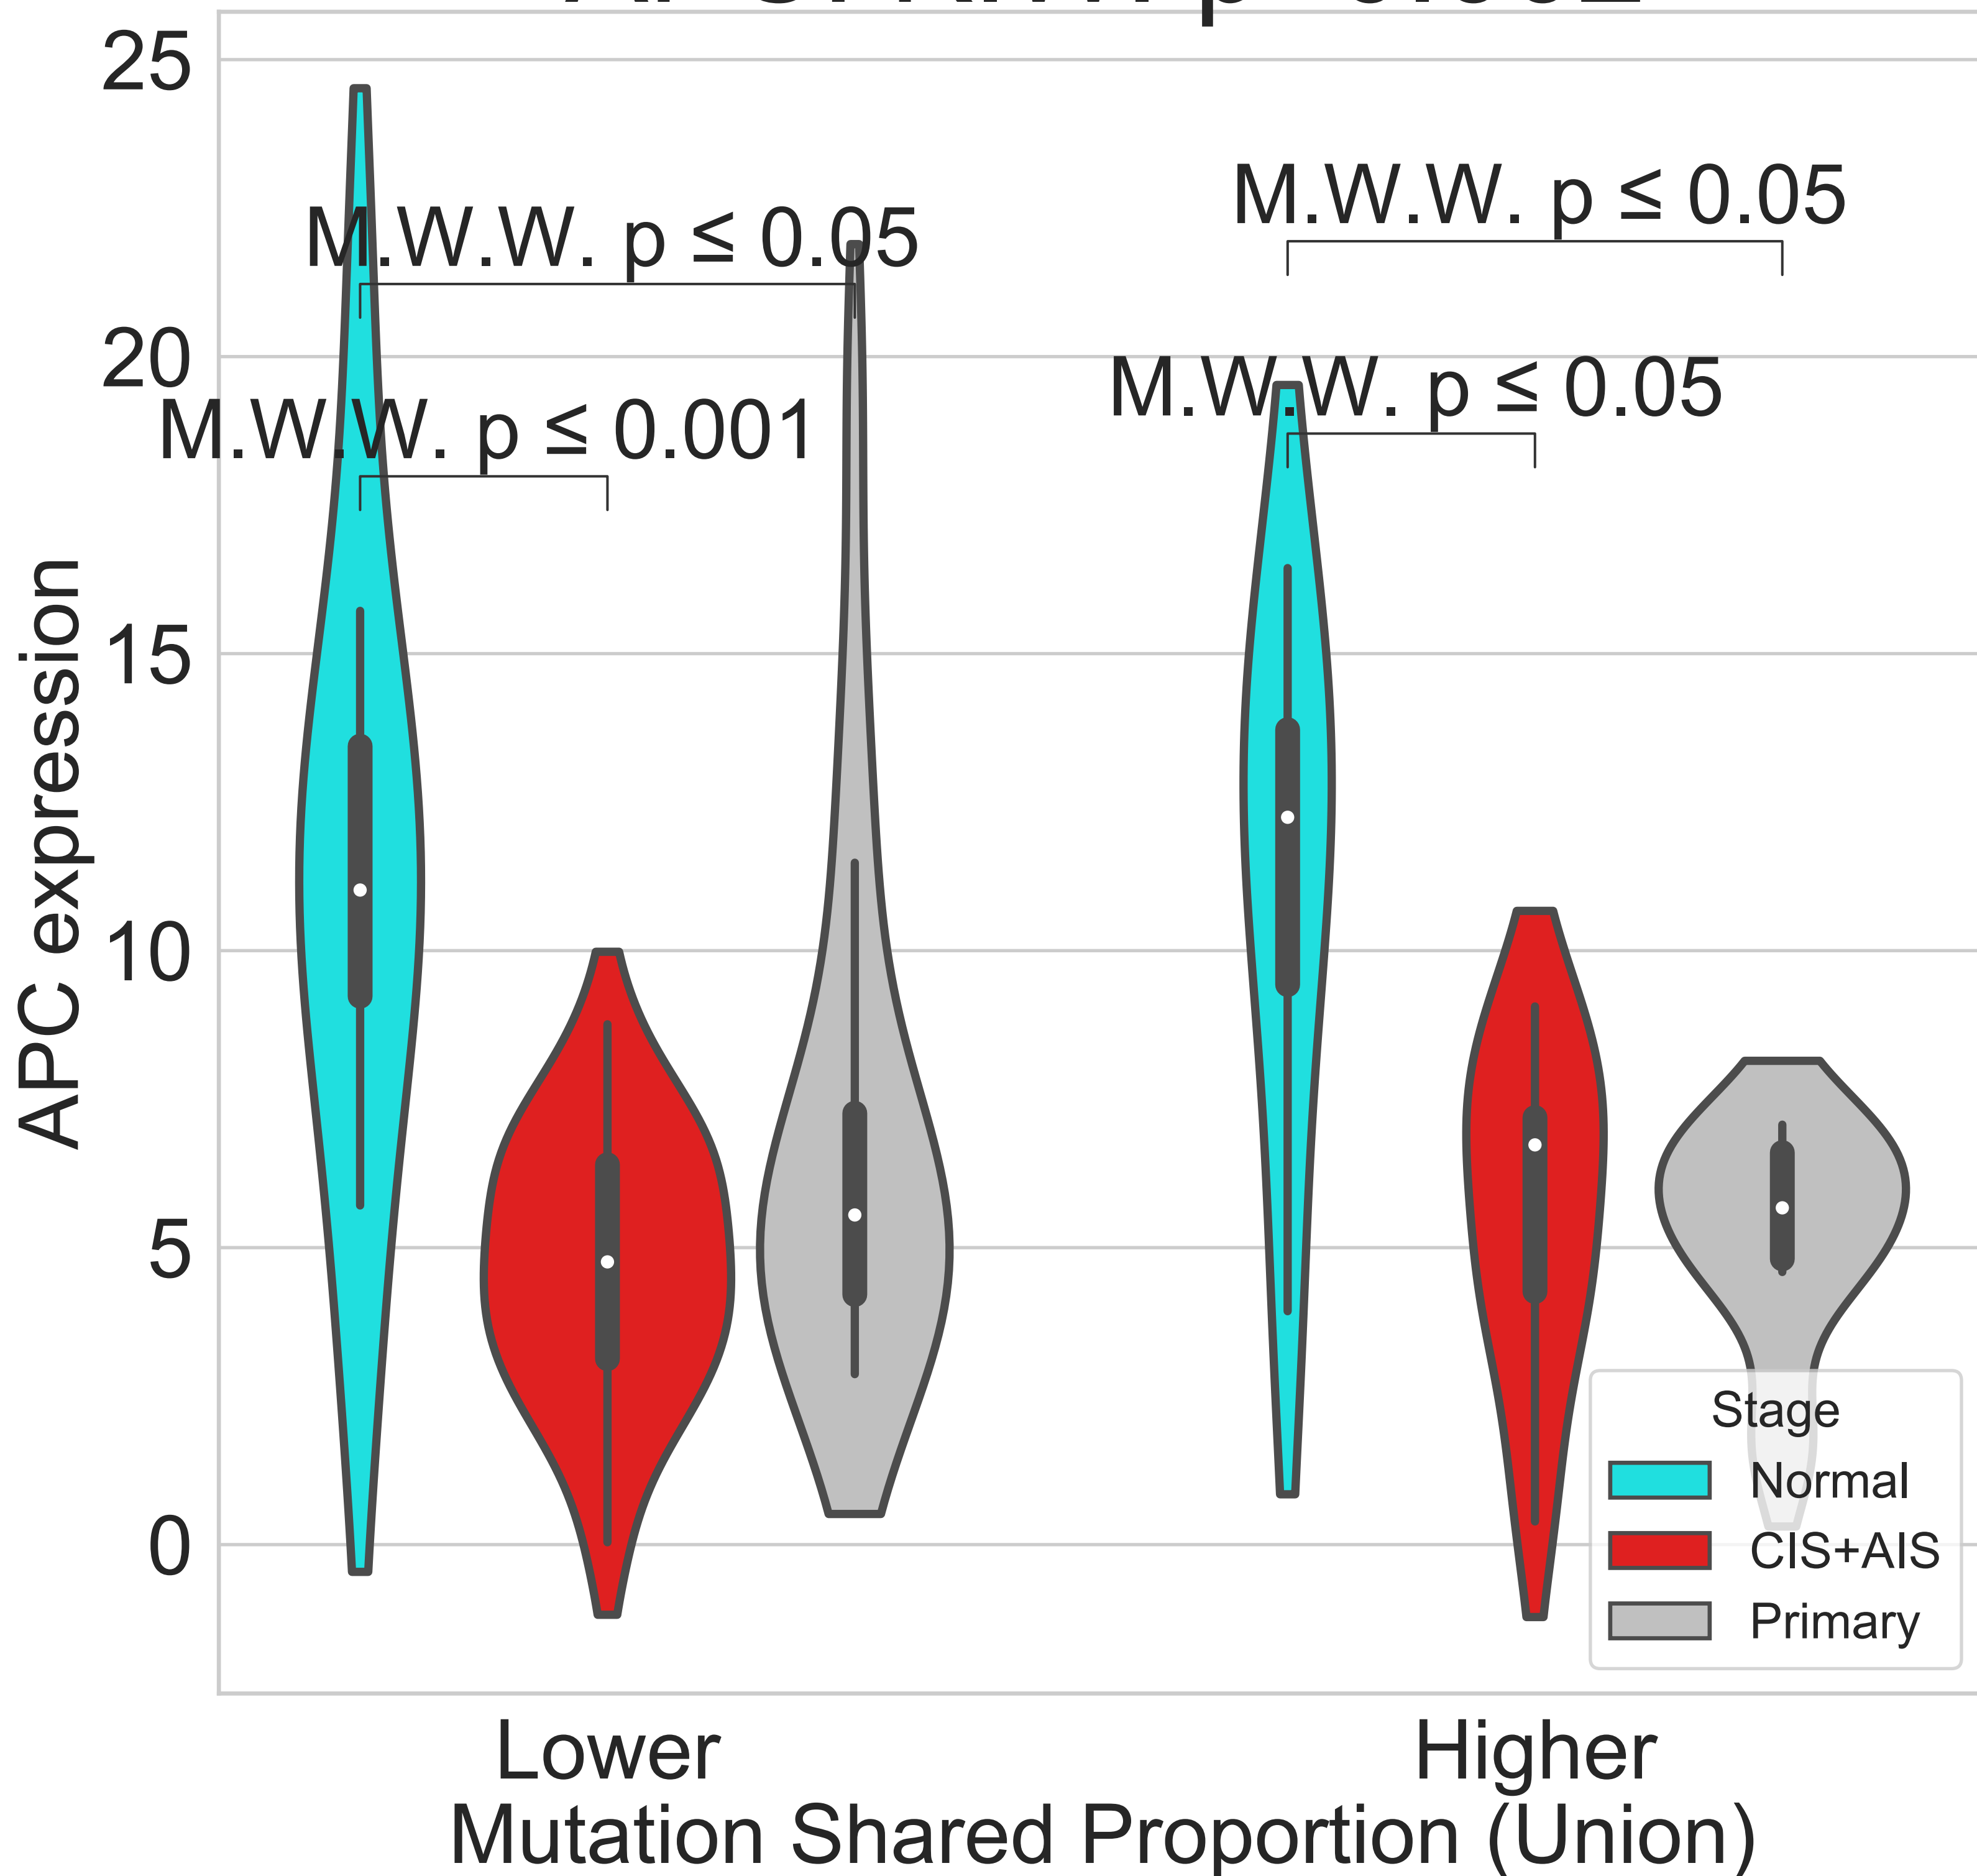 25
M.W.W. p ≤ 0.05
M.W.W. p ≤ 0.05
20
M.W.W. p ≤ 0.05
M.W.W. p ≤ 0.001
15
10
5
0
APC expression
Stage
Normal
CIS+AIS
Primary
Lower
Higher
Mutation Shared Proportion (Union)